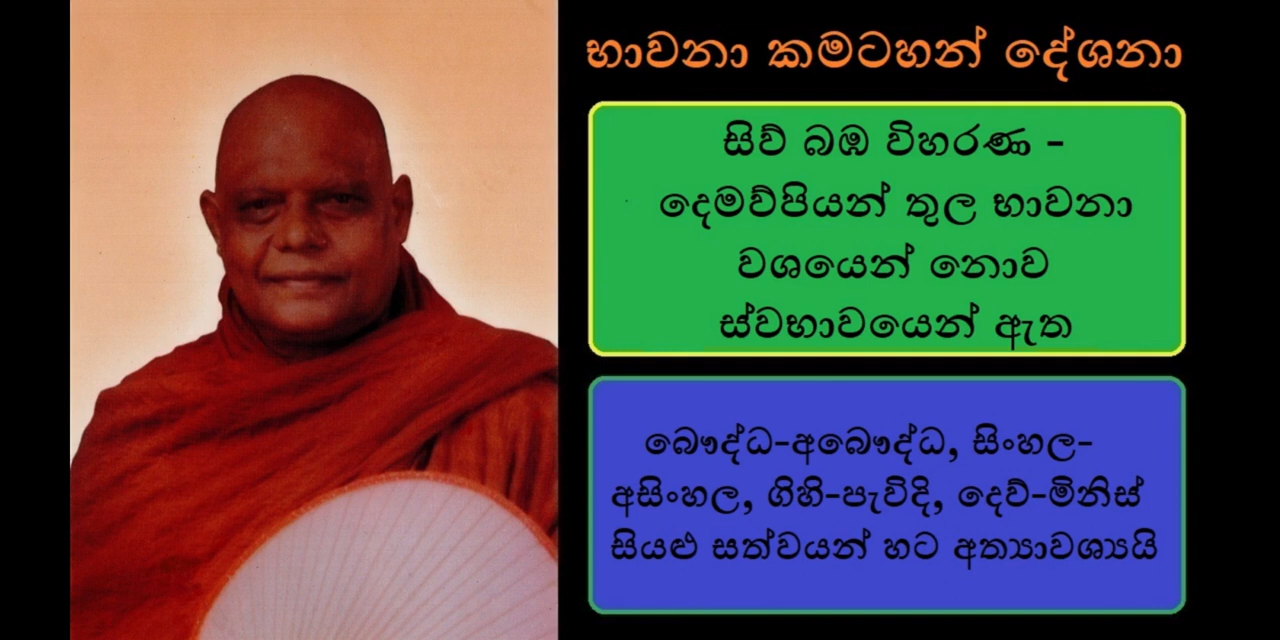 භාවනා කමටහන් දේශනා
සිව් බඹ විහරණ -
දෙමව්පියන් තුල භාවනා
වශයෙන් නොව
ස්වභාවයෙන් ඇත
බෞද්ධ-අබෞද්ධ, සිංහල-
අසිංහල, ගිහි-පැවිදි, දෙව්-මිනිස්
සියළු සත්වයන් හට අත්‍යාවශ්‍යයි